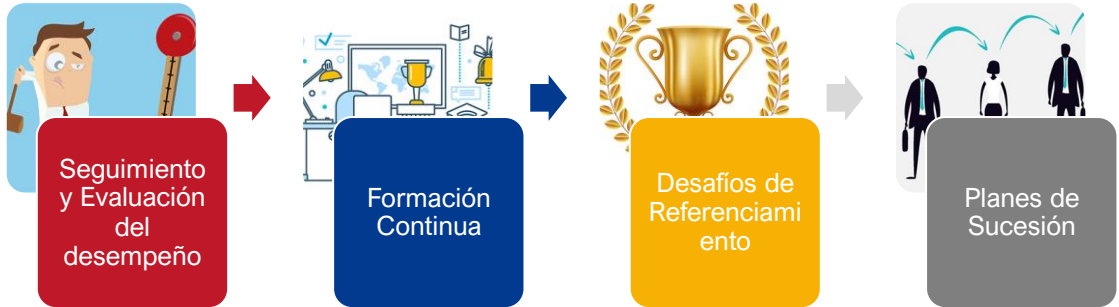 Seguimiento
y Evaluación
del
desempeño
Formación
Continua
Desafíos de
Referenciami
ento
Planes de
Sucesión